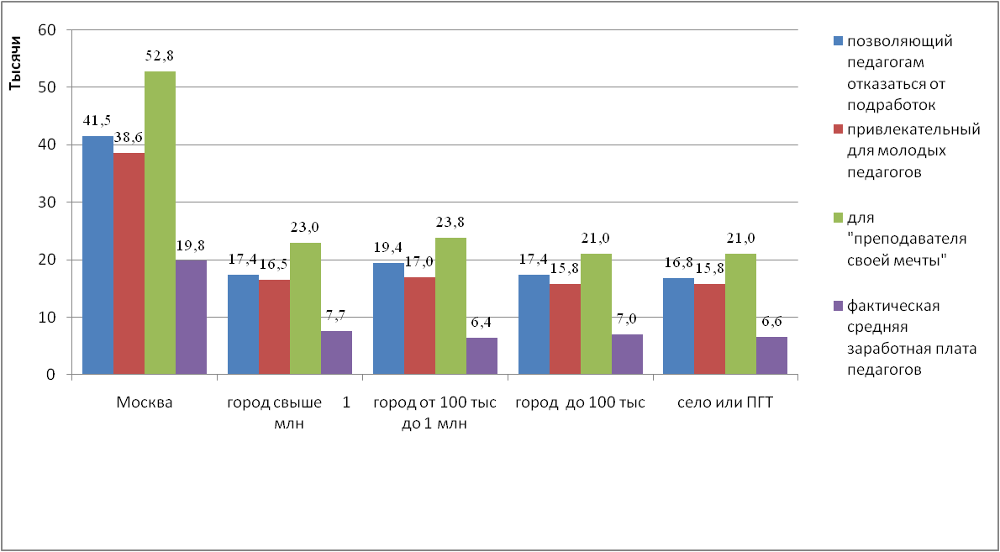 Тысячи
60
50
40
30
20
10
0
41,5
38,6
52,8
19,8
17,4
16,5
23,0
7,7
19,4
17,0
23,8
6,4
17,4
15,8
21,0
7,0
16,8
15,8
21,0
6,6
Москва
город свыше 1
млн
город от 100 тыс
до 1 млн
город до 100 тыс
село или ПГТ
позволяющий
педагогам
отказаться от
подработок
привлекательный
для молодых
педагогов
для
"преподавателя
своей мечты"
фактическая
средняя
заработная плата
педагогов